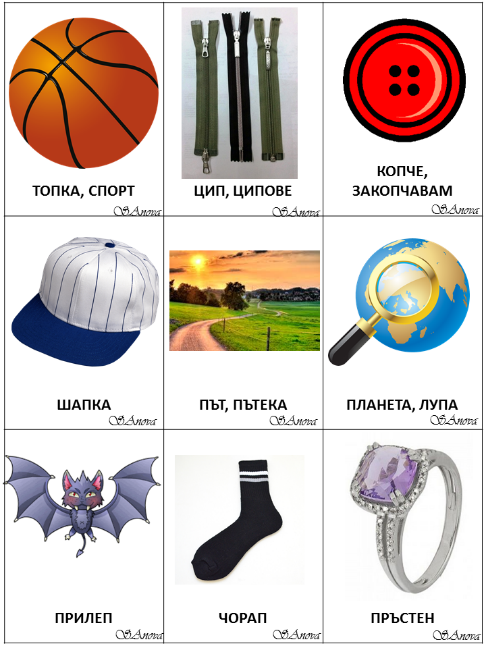 ТОПКА, СПОРТ
SAnova
ЦИП, ЦИПОВЕ
SAnova
КОПЧЕ,
ЗАКОПЧАВАМ
SAnova
ШАПКА
SAnova
ПЪТ, ПЪТЕКА
SAnova
ПЛАНЕТА, ЛУПА
SAnova
ПРИЛЕП
SAnova
ЧОРАП
SAnova
ПРЪСТЕН
SAnova